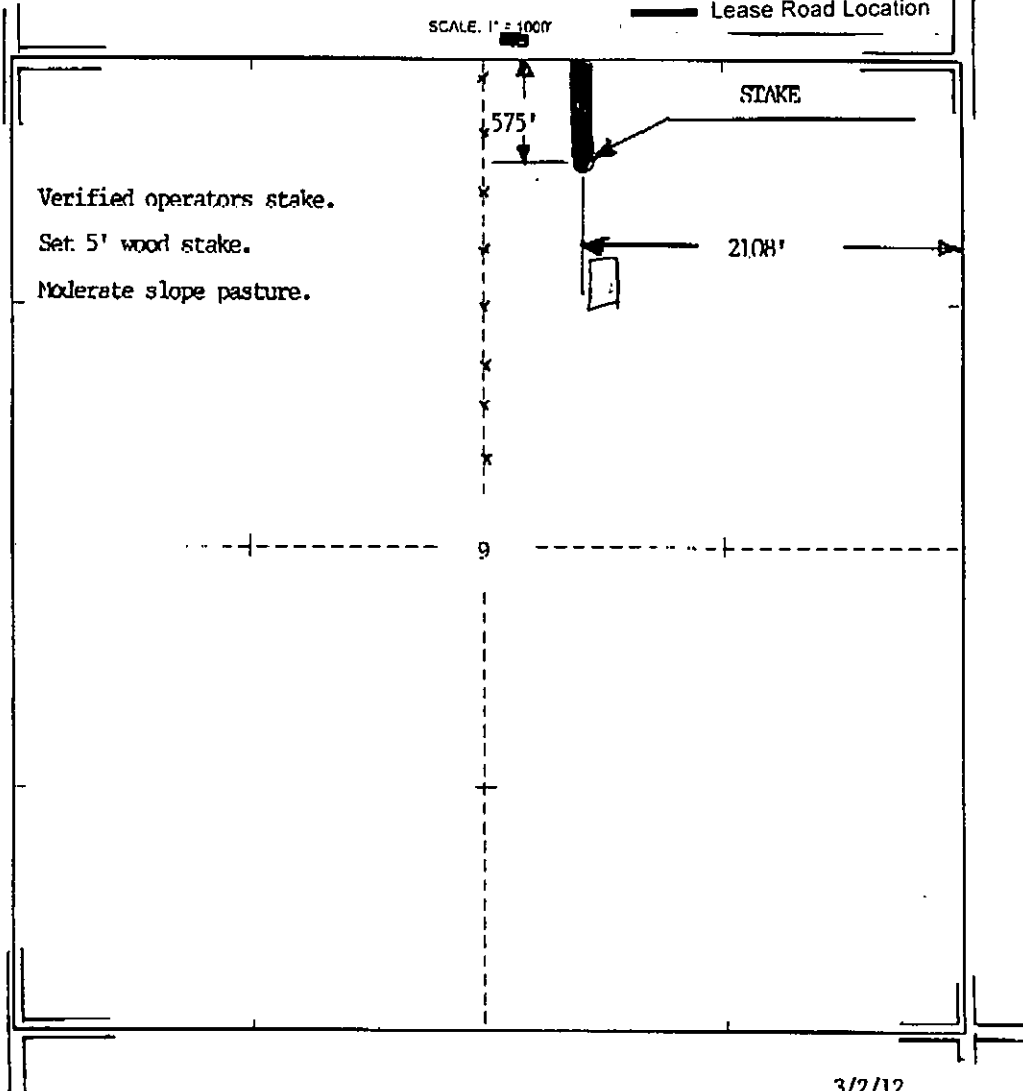 Lease Road Location
SCALE. 1" = 1000'
STAKE
575'
Verified operators stake.
Set 5' wood stake.
2108'
Moderate slope pasture.
9
3/2/12